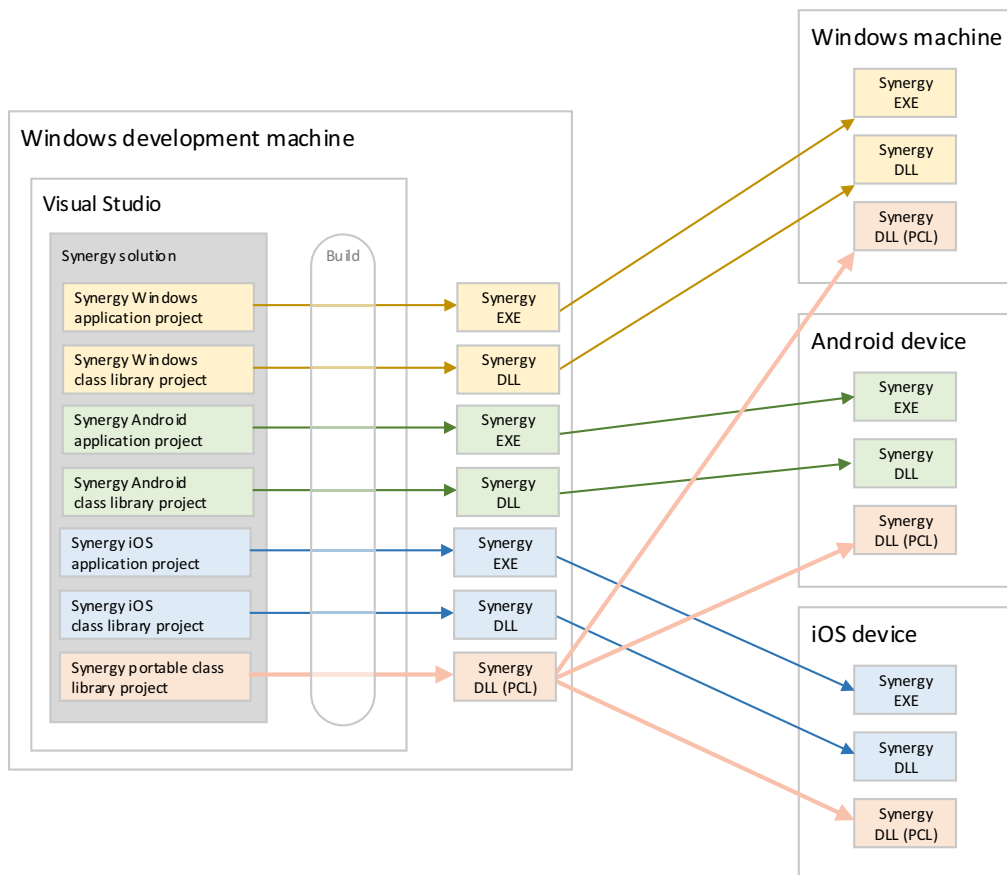 Windows development machine
Visual Studio
Synergy solution
Build
Synergy Windows
application project
Synergy Windows
class library project
Synergy Android
application project
Synergy Android
class library project
Synergy iOS
application project
Synergy iOS
class library project
Synergy portable class
library project
Synergy
EXE
Synergy
DLL
Synergy
EXE
Synergy
DLL
Synergy
EXE
Synergy
DLL
Synergy
DLL (PCL)
Windows machine
Synergy
EXE
Synergy
DLL
Synergy
DLL (PCL)
Android device
Synergy
EXE
Synergy
DLL
Synergy
DLL (PCL)
iOS device
Synergy
EXE
Synergy
DLL
Synergy
DLL (PCL)